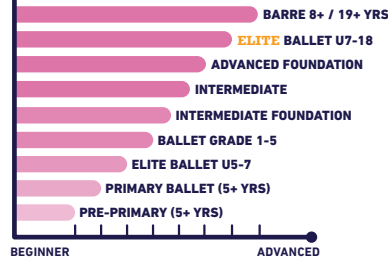 BARRE 8+ / 19+ YRS
ELITE BALLET U7-18
ADVANCED FOUNDATION
INTERMEDIATE
INTERMEDIATE FOUNDATION
BALLET GRADE 1-5
ELITE BALLET U5-7
PRIMARY BALLET (5+ YRS)
PRE-PRIMARY (5+ YRS)
BEGINNER ADVANCED